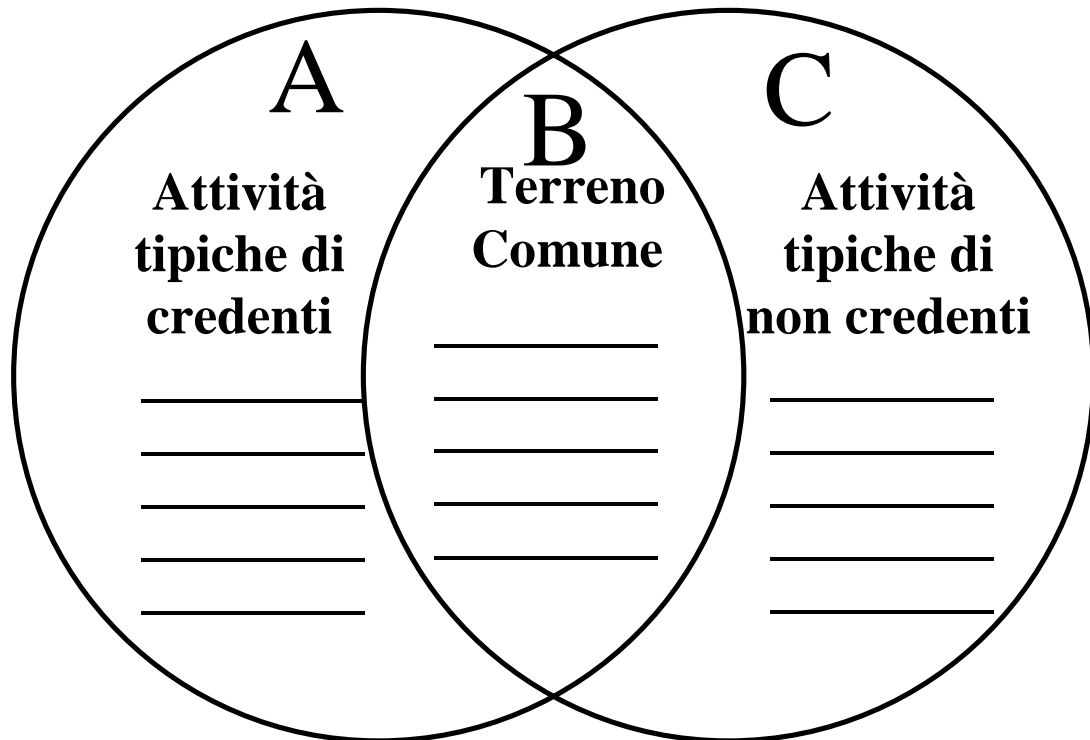 A
Attività
tipiche di
credenti
B
Terreno
Comune
C
Attività
tipiche di
non credenti